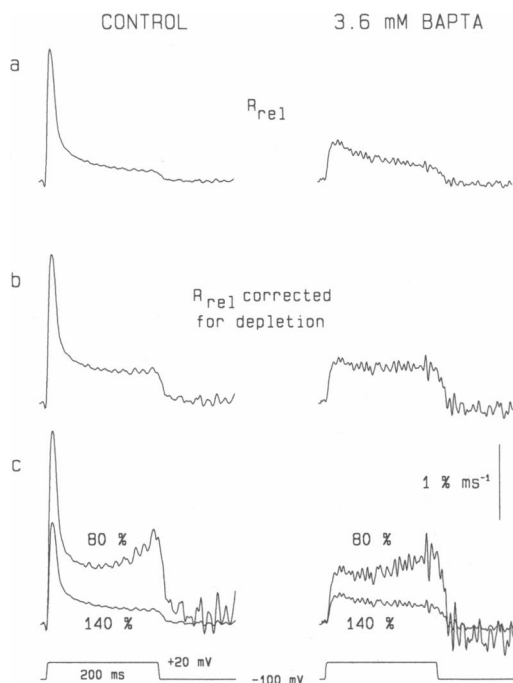 CONTROL
3.6 mM BAPTA
a
Rrel
b
Rrel corrected
for depletion
c
1 % ms⁻¹
80 %
80 %
140 %
140 %
+20 mV
200 ms
-100 mV